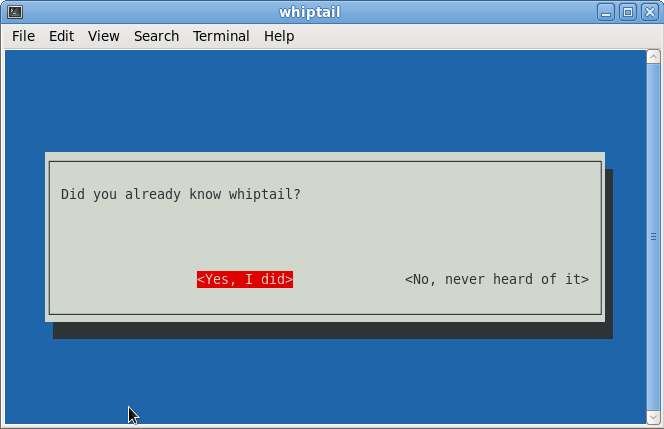 whiptail
File Edit View Search Terminal Help
Did you already know whiptail?
<Yes, I did> <No, never heard of it>